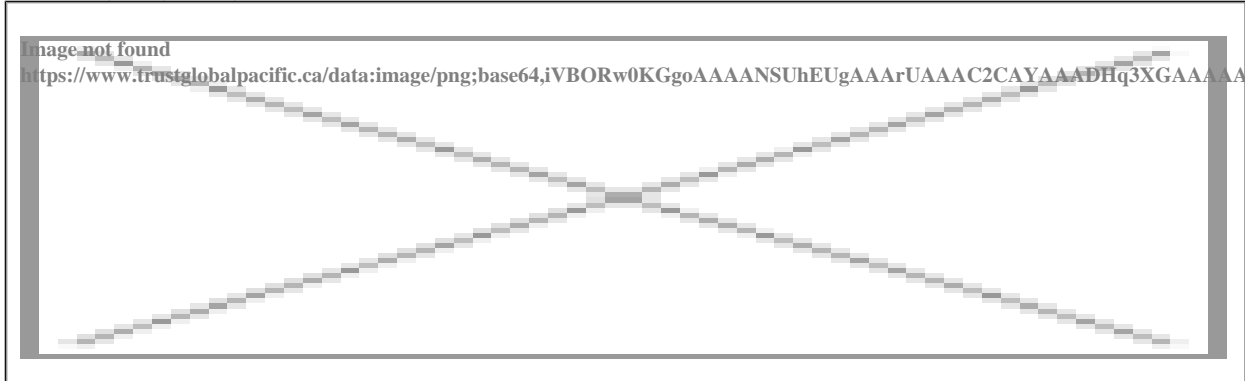 Image not found
https://www.trustglobalpacific.ca/data:image/png;base64,iVBORw0KGgoAAAANSUhEUgAAArUAAAC2CAYAAADHq3XGAAAAA